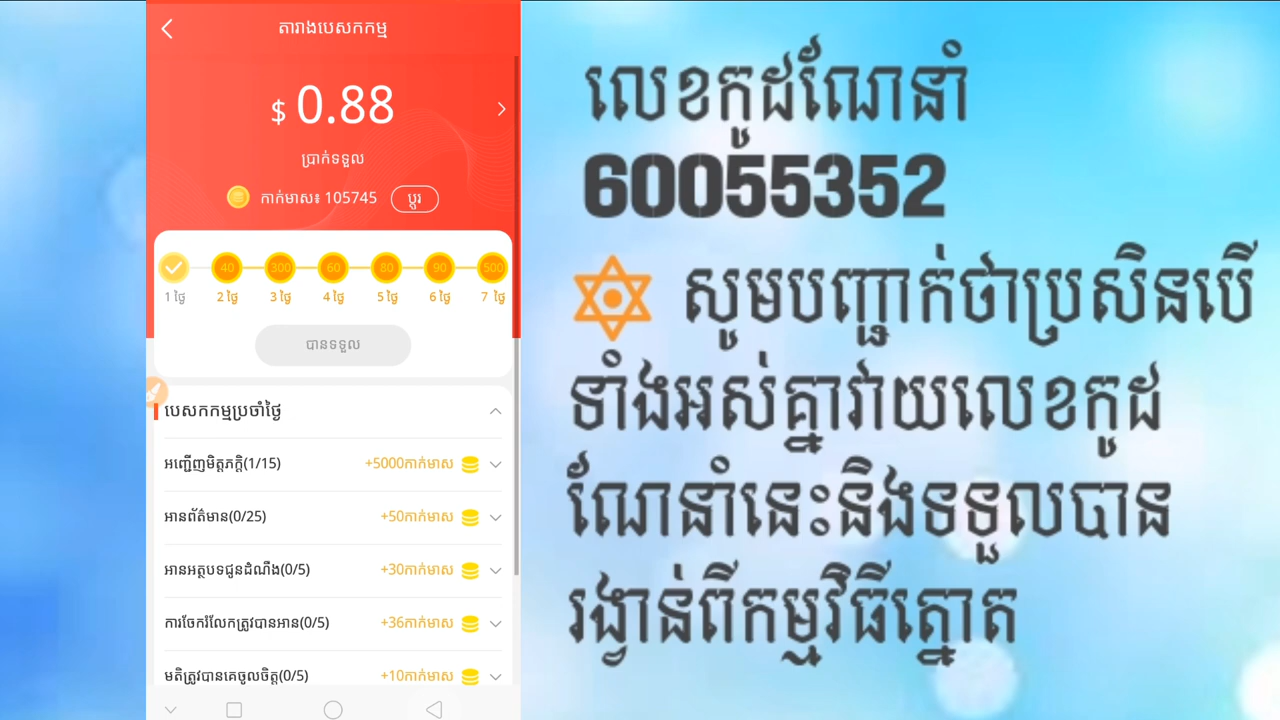 តារាងបេសកកម្ម
$ 0.88
ប្រាក់ទទួល
កាក់មាស៖ 105745 ប្តូរ
40 300 60 80 90 500
1 ថ្ងៃ 2 ថ្ងៃ 3 ថ្ងៃ 4 ថ្ងៃ 5 ថ្ងៃ 6 ថ្ងៃ 7 ថ្ងៃ
បានទទួល
បេសកកម្មប្រចាំថ្ងៃ
អញ្ជើញមិត្តភក្តិ(1/15) +5000កាក់មាស
អានព័ត៌មាន(0/25) +50កាក់មាស
អានអត្ថបទជូនដំណឹង(0/5) +30កាក់មាស
ការចែករំលែកត្រូវបានអាន(0/5) +36កាក់មាស
មតិត្រូវបានគេចូលចិត្ត(0/5) +10កាក់មាស
លេខកូដណែនាំ
60055352
សូមបញ្ជាក់ថាប្រសិនបើ
ទាំងអស់គ្នាវាយលេខកូដ
ណែនាំនេះនិងទទួលបាន
រង្វាន់ពីកម្មវិធីត្នោត